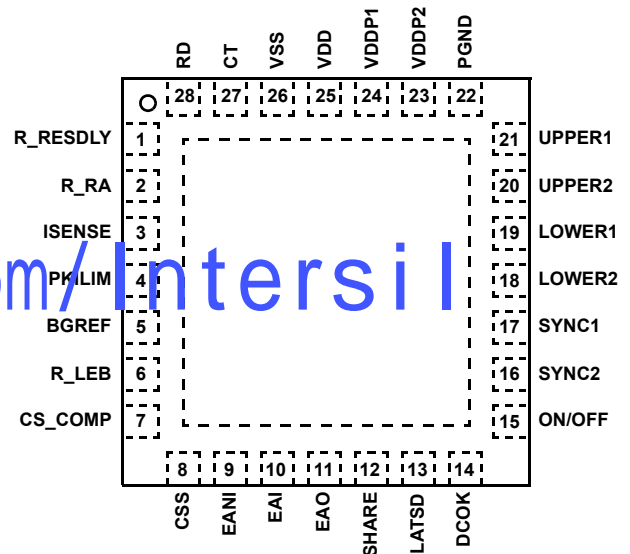 RD CT VSS VDD VDDP1 VDDP2 PGND
28 27 26 25 24 23 22
R_RESDLY 1 21 UPPER1
R_RA 2 20 UPPER2
ISENSE 3 19 LOWER1
PKILIM 4 18 LOWER2
om/Intersil
BGREF 5 17 SYNC1
R_LEB 6 16 SYNC2
CS_COMP 7 15 ON/OFF
8 9 10 11 12 13 14
CSS EANI EAI EAO SHARE LATSD DCOK